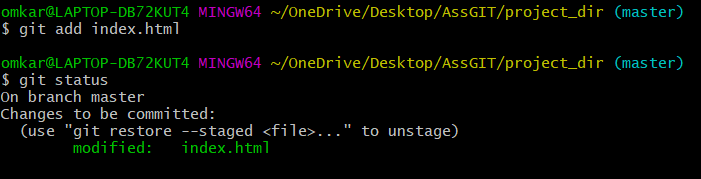 omkar@LAPTOP-DB72KUT4 MINGW64 ~/OneDrive/Desktop/AssGIT/project_dir (master)
$ git add index.html
omkar@LAPTOP-DB72KUT4 MINGW64 ~/OneDrive/Desktop/AssGIT/project_dir (master)
$ git status
On branch master
Changes to be committed:
  (use "git restore --staged <file>..." to unstage)
        modified:   index.html